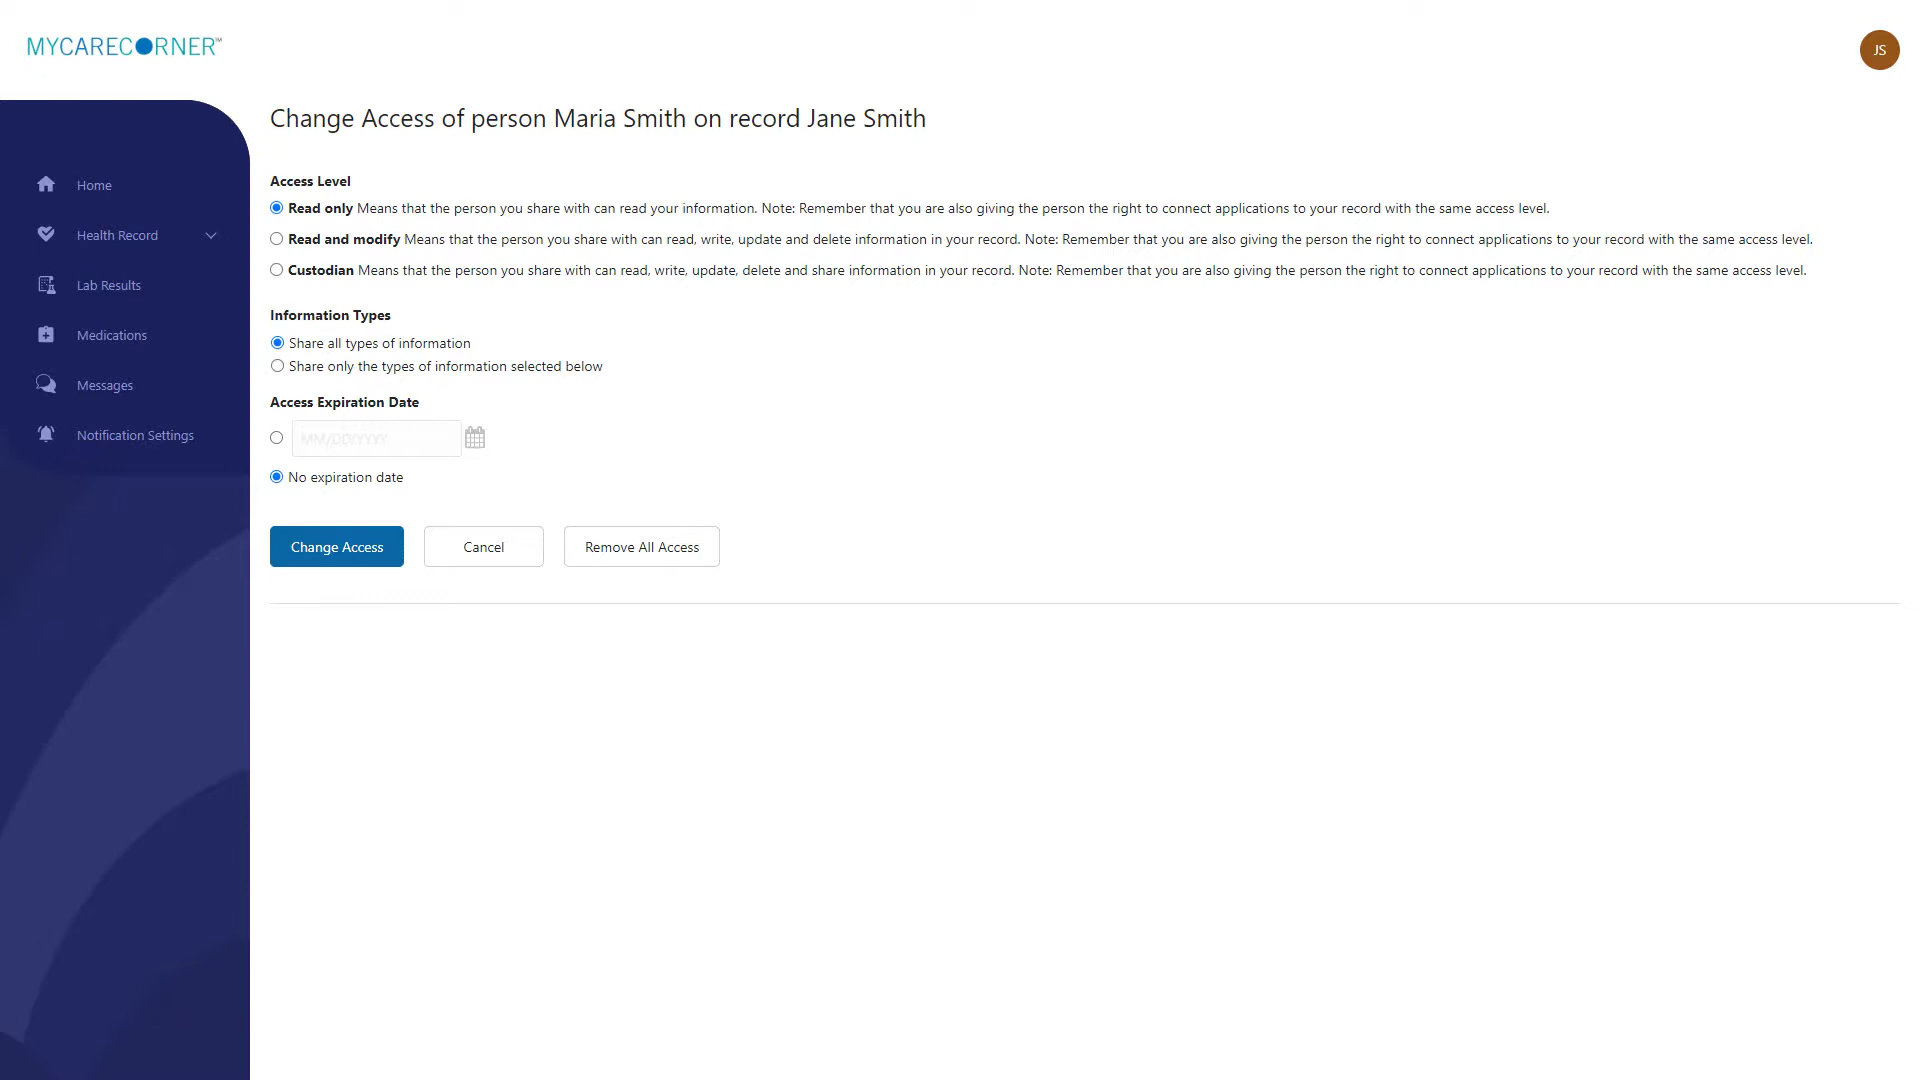 MYCARECORNER™
JS
Home
Health Record
Lab Results
Medications
Messages
Notification Settings
Change Access of person Maria Smith on record Jane Smith
Access Level
Read only Means that the person you share with can read your information. Note: Remember that you are also giving the person the right to connect applications to your record with the same access level.
Read and modify Means that the person you share with can read, write, update and delete information in your record. Note: Remember that you are also giving the person the right to connect applications to your record with the same access level.
Custodian Means that the person you share with can read, write, update, delete and share information in your record. Note: Remember that you are also giving the person the right to connect applications to your record with the same access level.
Information Types
Share all types of information
Share only the types of information selected below
Access Expiration Date
MM/DD/YYYY
No expiration date
Change Access
Cancel
Remove All Access